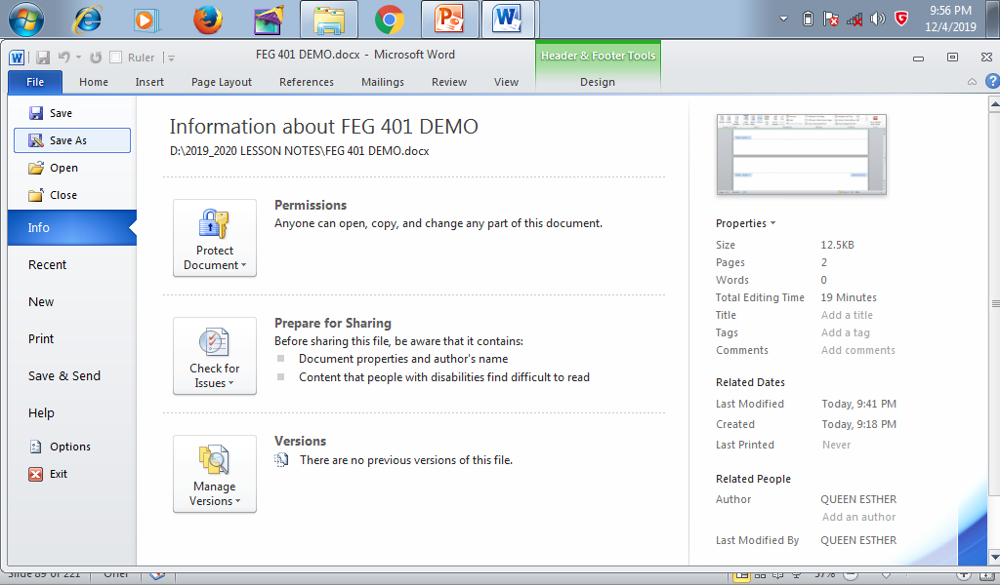 9:56 PM
12/4/2019
W Ruler FEG 401 DEMO.docx - Microsoft Word Header & Footer Tools
File Home Insert Page Layout References Mailings Review View Design
Save
Save As
Open
Close
Info
Recent
New
Print
Save & Send
Help
Options
Exit
Information about FEG 401 DEMO
D:\2019_2020 LESSON NOTES\FEG 401 DEMO.docx
Protect
Document
Permissions
Anyone can open, copy, and change any part of this document.
Check for
Issues
Prepare for Sharing
Before sharing this file, be aware that it contains:
Document properties and author's name
Content that people with disabilities find difficult to read
Manage
Versions
Versions
There are no previous versions of this file.
Properties
Size 12.5KB
Pages 2
Words 0
Total Editing Time 19 Minutes
Title Add a title
Tags Add a tag
Comments Add comments
Related Dates
Last Modified Today, 9:41 PM
Created Today, 9:18 PM
Last Printed Never
Related People
Author QUEEN ESTHER
Add an author
Last Modified By QUEEN ESTHER
Slide 89 of 221 57%